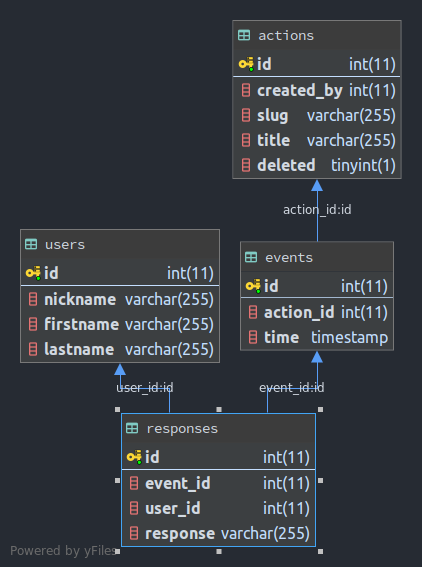 actions
id int(11)
created_by int(11)
slug varchar(255)
title varchar(255)
deleted tinyint(1)
action_id:id
users
id int(11)
nickname varchar(255)
firstname varchar(255)
lastname varchar(255)
events
id int(11)
action_id int(11)
time timestamp
user_id:id
event_id:id
responses
id int(11)
event_id int(11)
user_id int(11)
response varchar(255)
Powered by yFiles